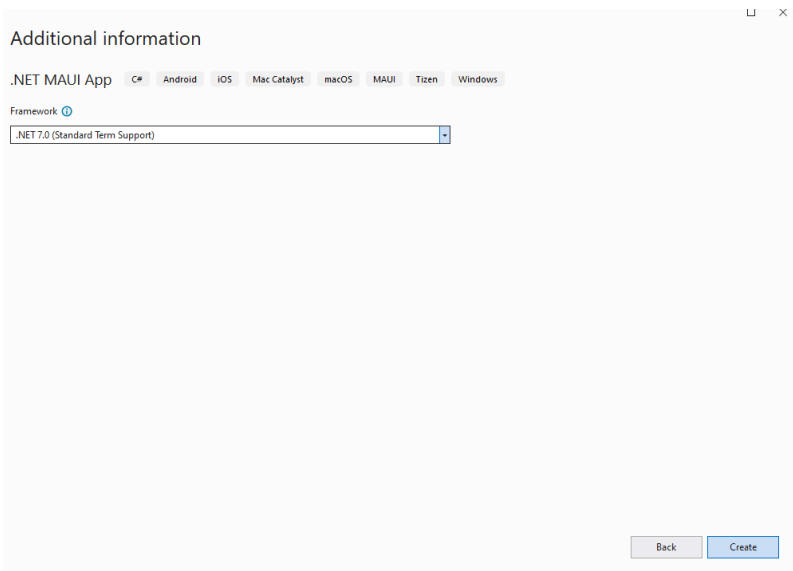 Additional information
.NET MAUI App C# Android iOS Mac Catalyst macOS MAUI Tizen Windows
Framework
.NET 7.0 (Standard Term Support)
Back Create